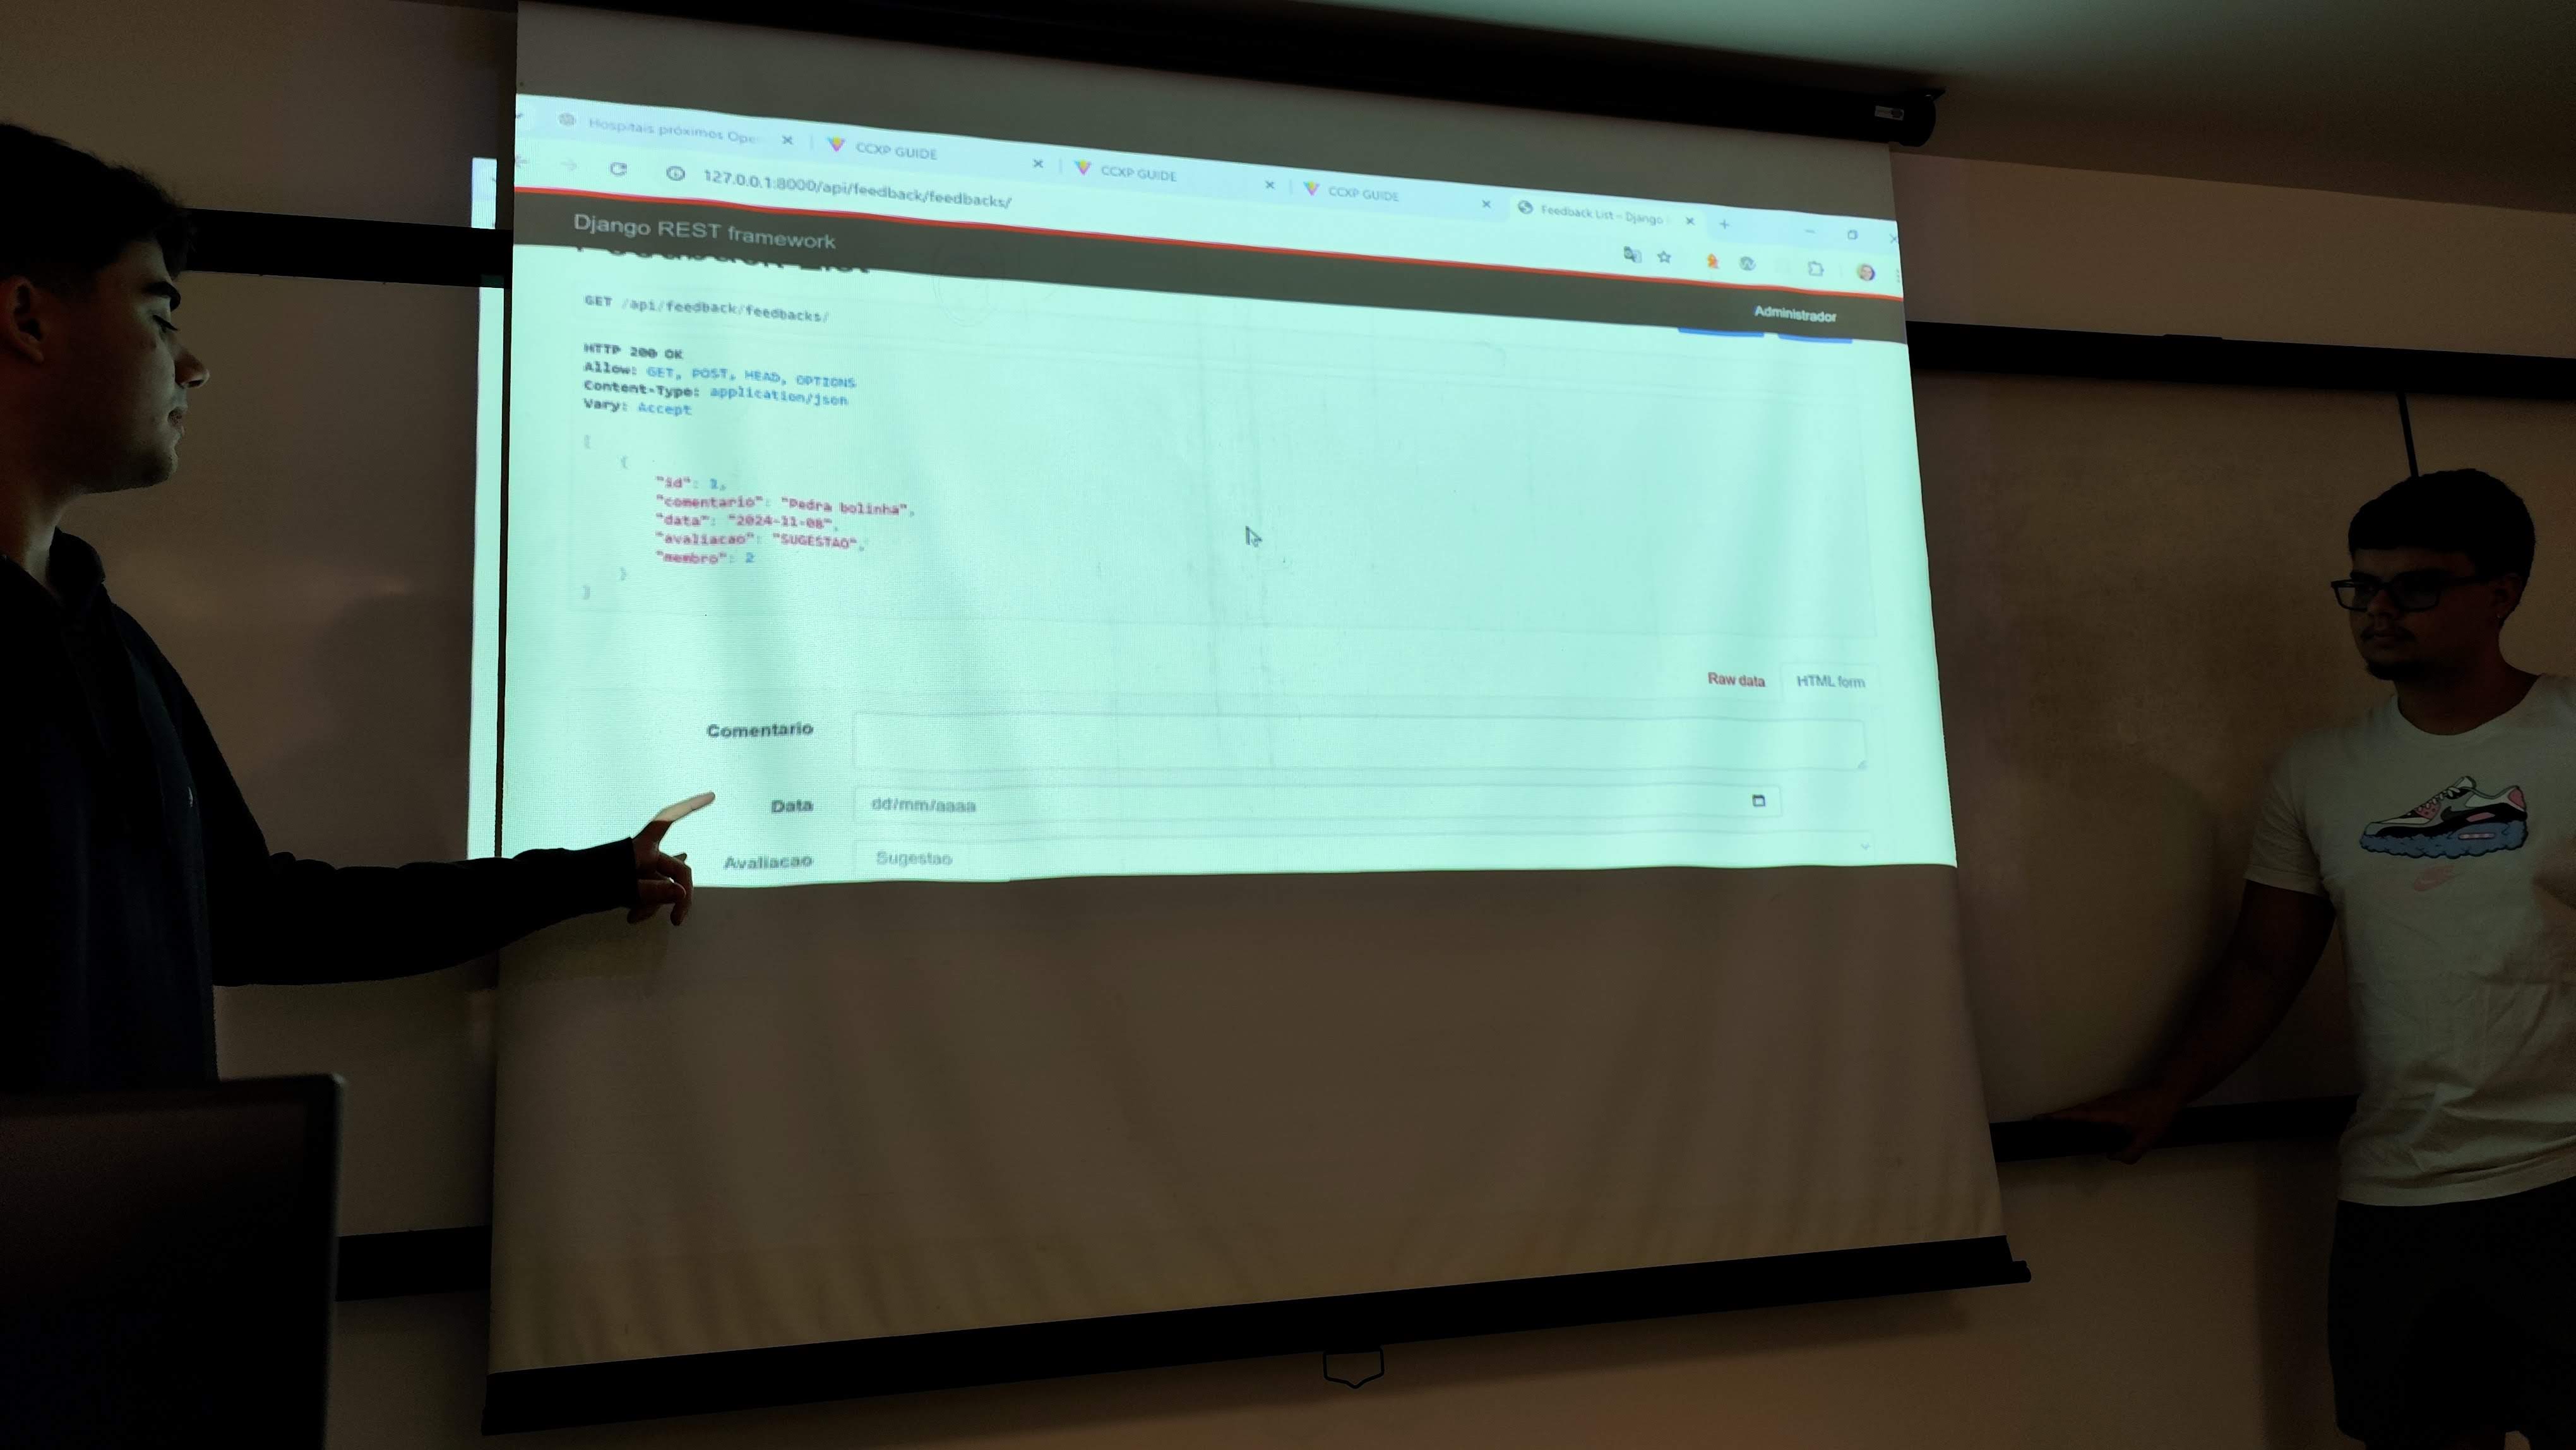 Hospitais próximos Ope
CCXP GUIDE
CCXP GUIDE
CCXP GUIDE
Feedback List – Django
127.0.0.1:8000/api/feedback/feedbacks/
Django REST framework
Administrador
Feedback List
GET /api/feedback/feedbacks/
HTTP 200 OK
Allow: GET, POST, HEAD, OPTIONS
Content-Type: application/json
Vary: Accept
[
{
"id": 1,
"comentario": "Pedra bolinha",
"data": "2024-11-08",
"avaliacao": "SUGESTAO",
"membro": 2
}
]
Raw data
HTML form
Comentario
Data
dd/mm/aaaa
Avaliacao
Sugestao